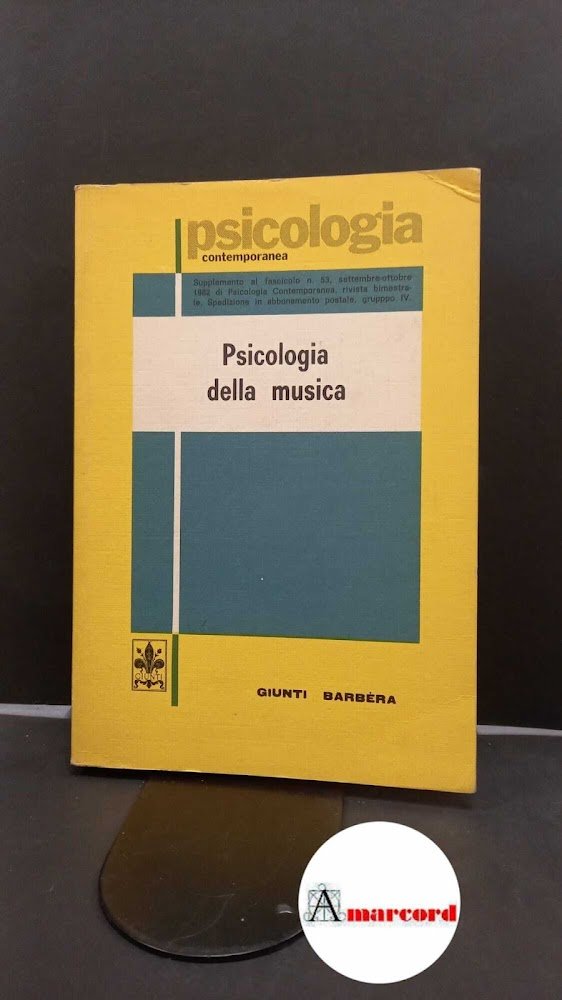 psicologia
contemporanea
Supplemento al fascicolo n. 53, settembre-ottobre
1982 di Psicologia Contemporanea, rivista bimestra-
le. Spedizione in abbonamento postale, grupppo IV.
Psicologia
della musica
GIUNTI
GIUNTI BARBÈRA
Amarcord